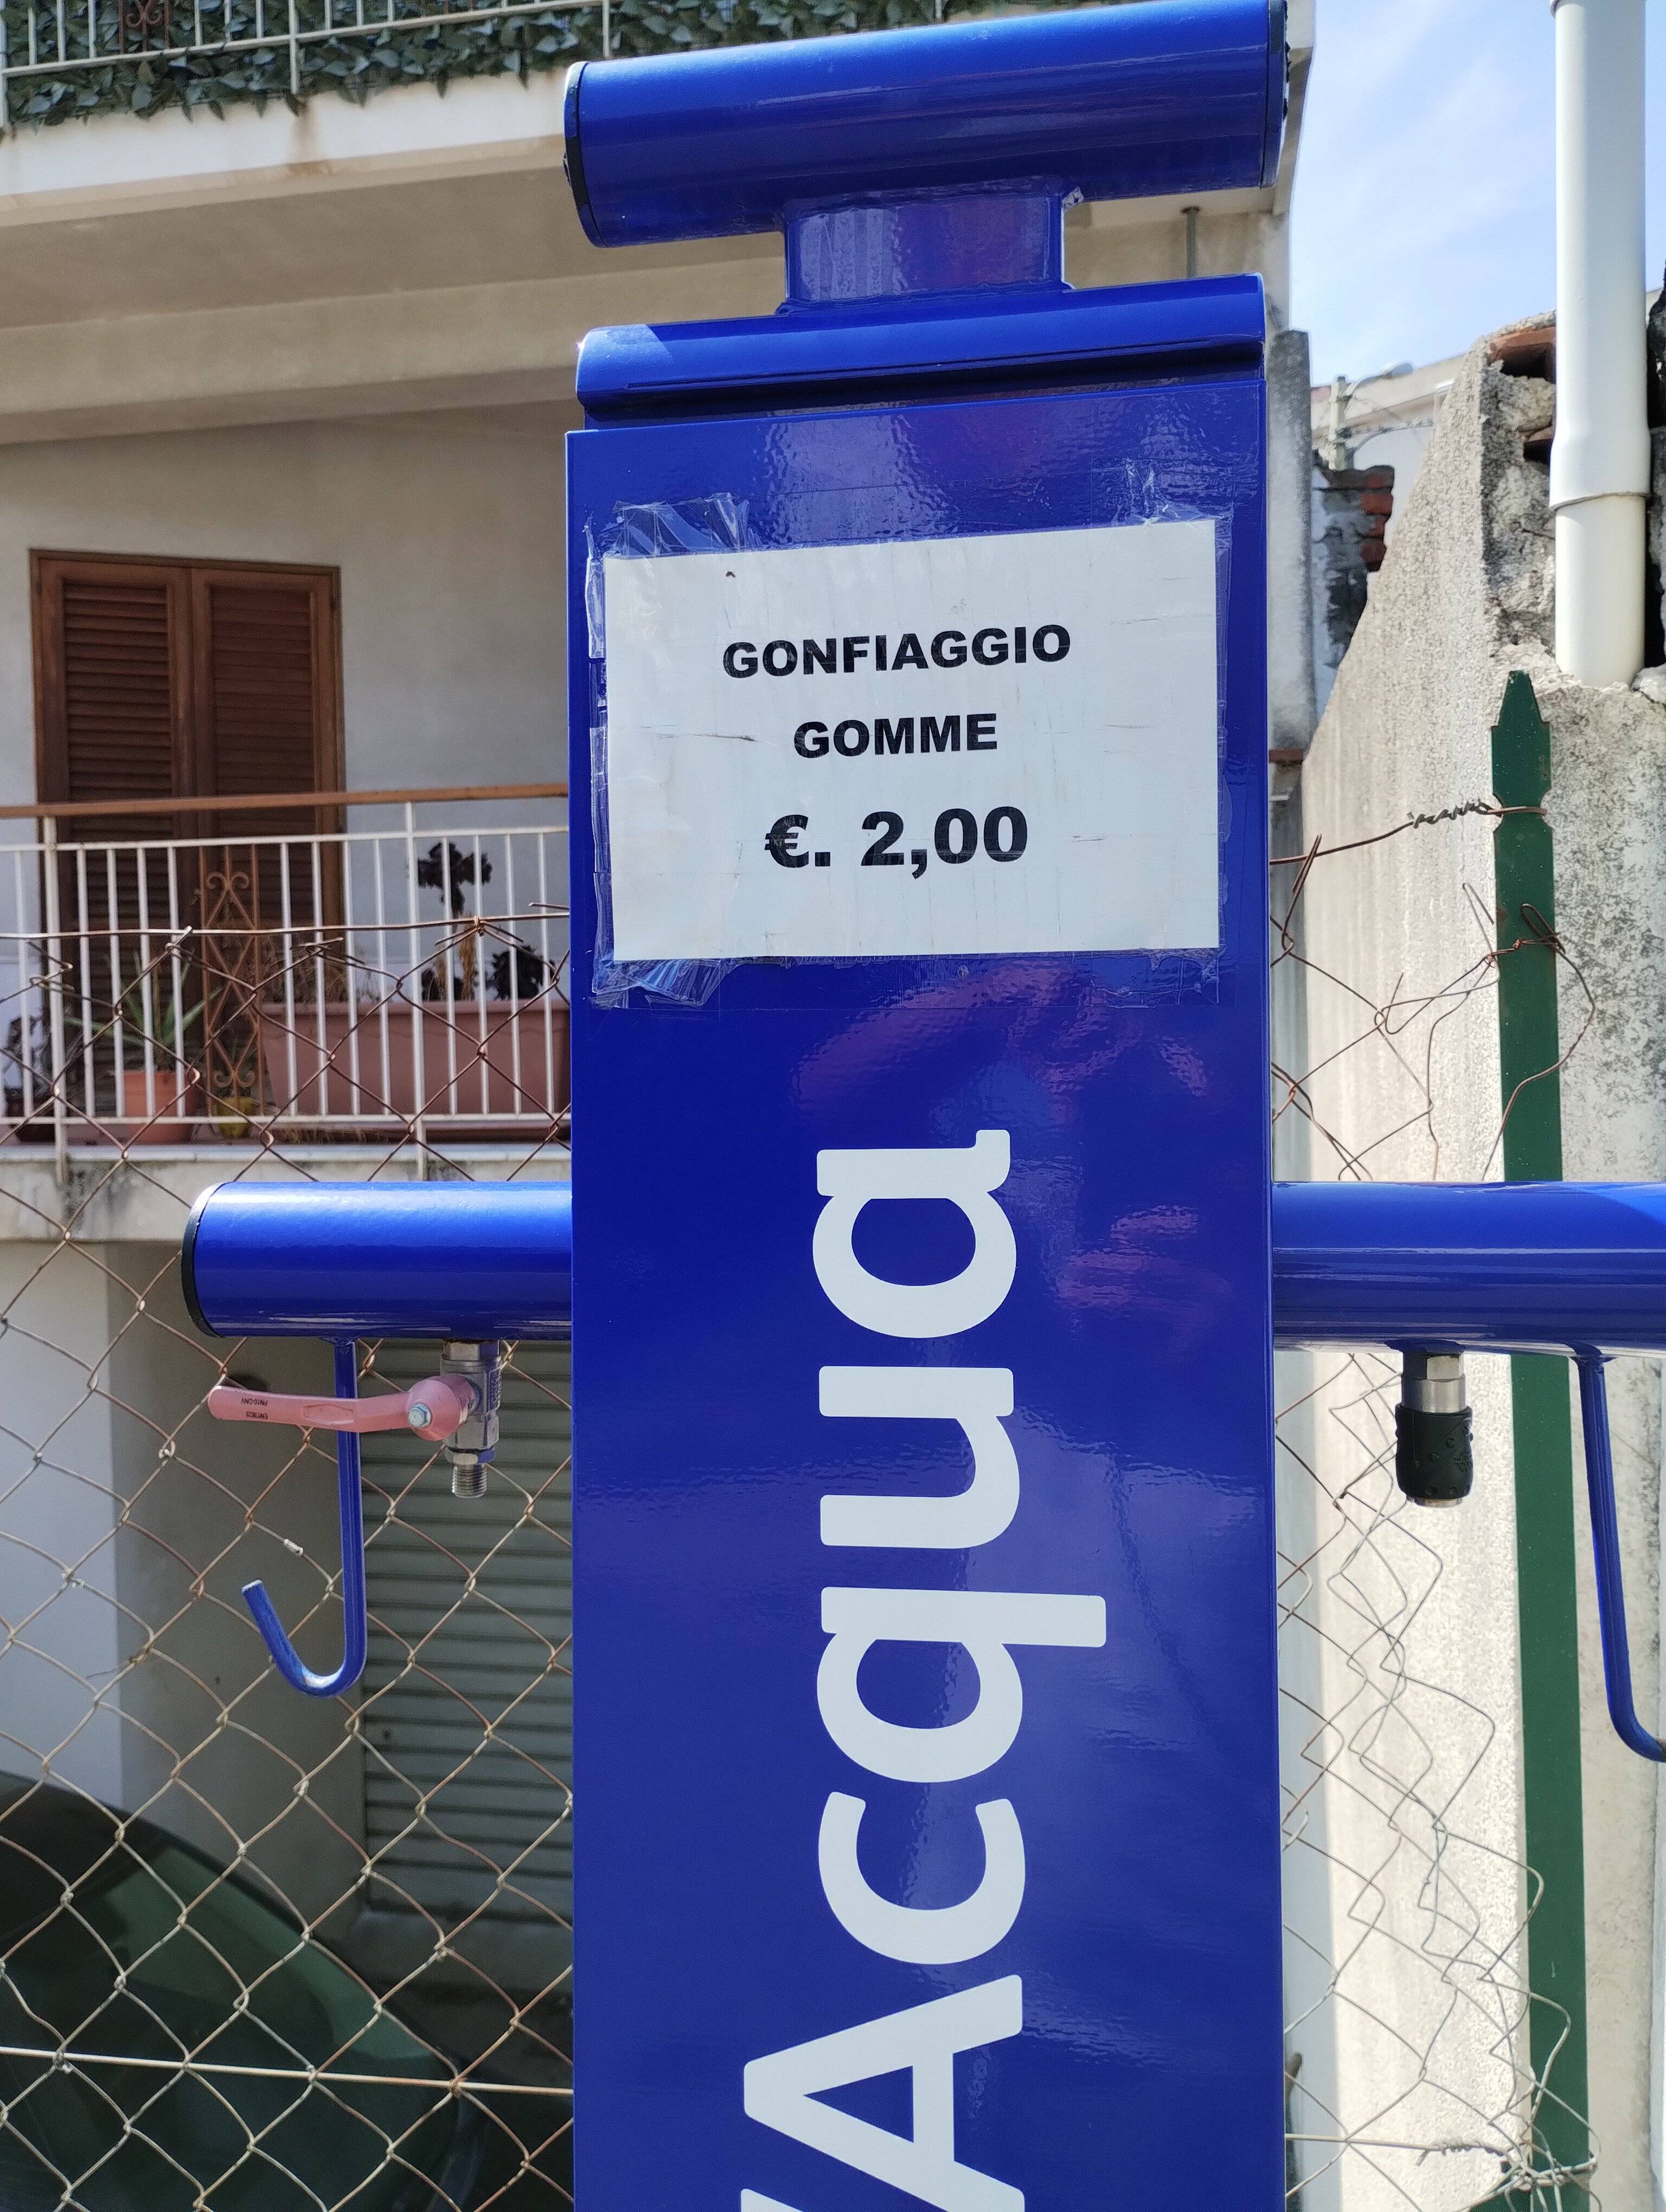 GONFIAGGIO
GOMME
€. 2,00
Acqua